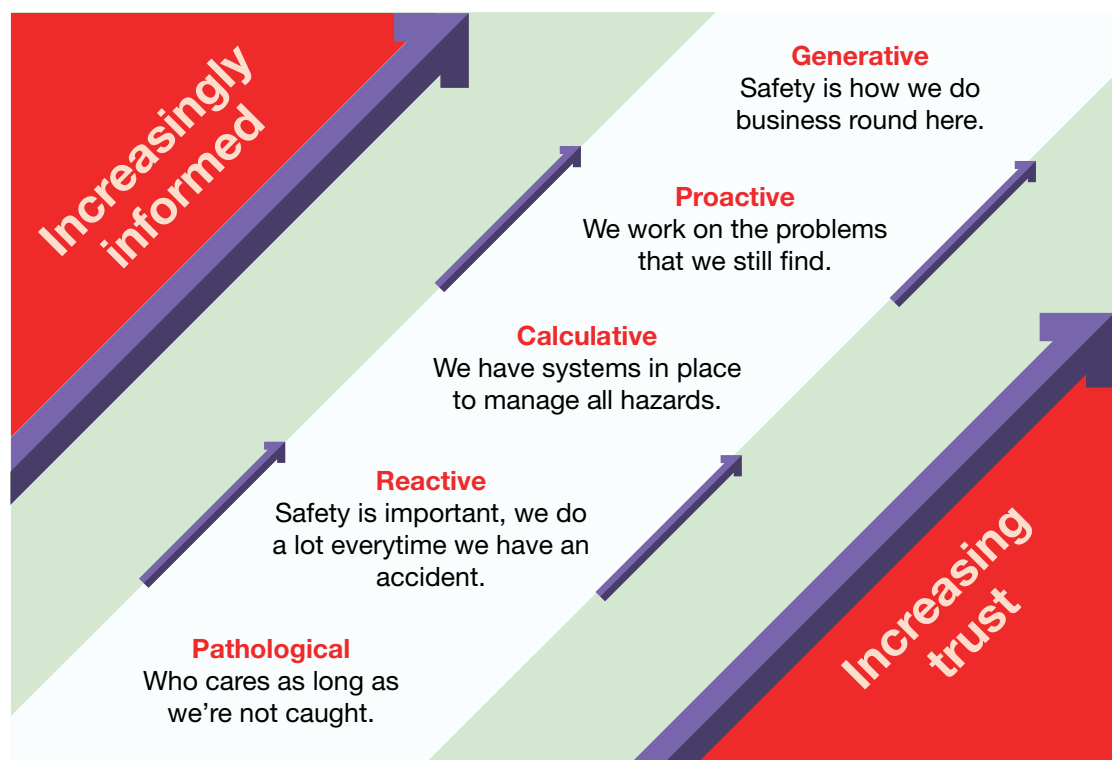 Increasingly
informed
Generative
Safety is how we do
business round here.
Proactive
We work on the problems
that we still find.
Calculative
We have systems in place
to manage all hazards.
Reactive
Safety is important, we do
a lot everytime we have an
accident.
Pathological
Who cares as long as
we’re not caught.
Increasing
trust